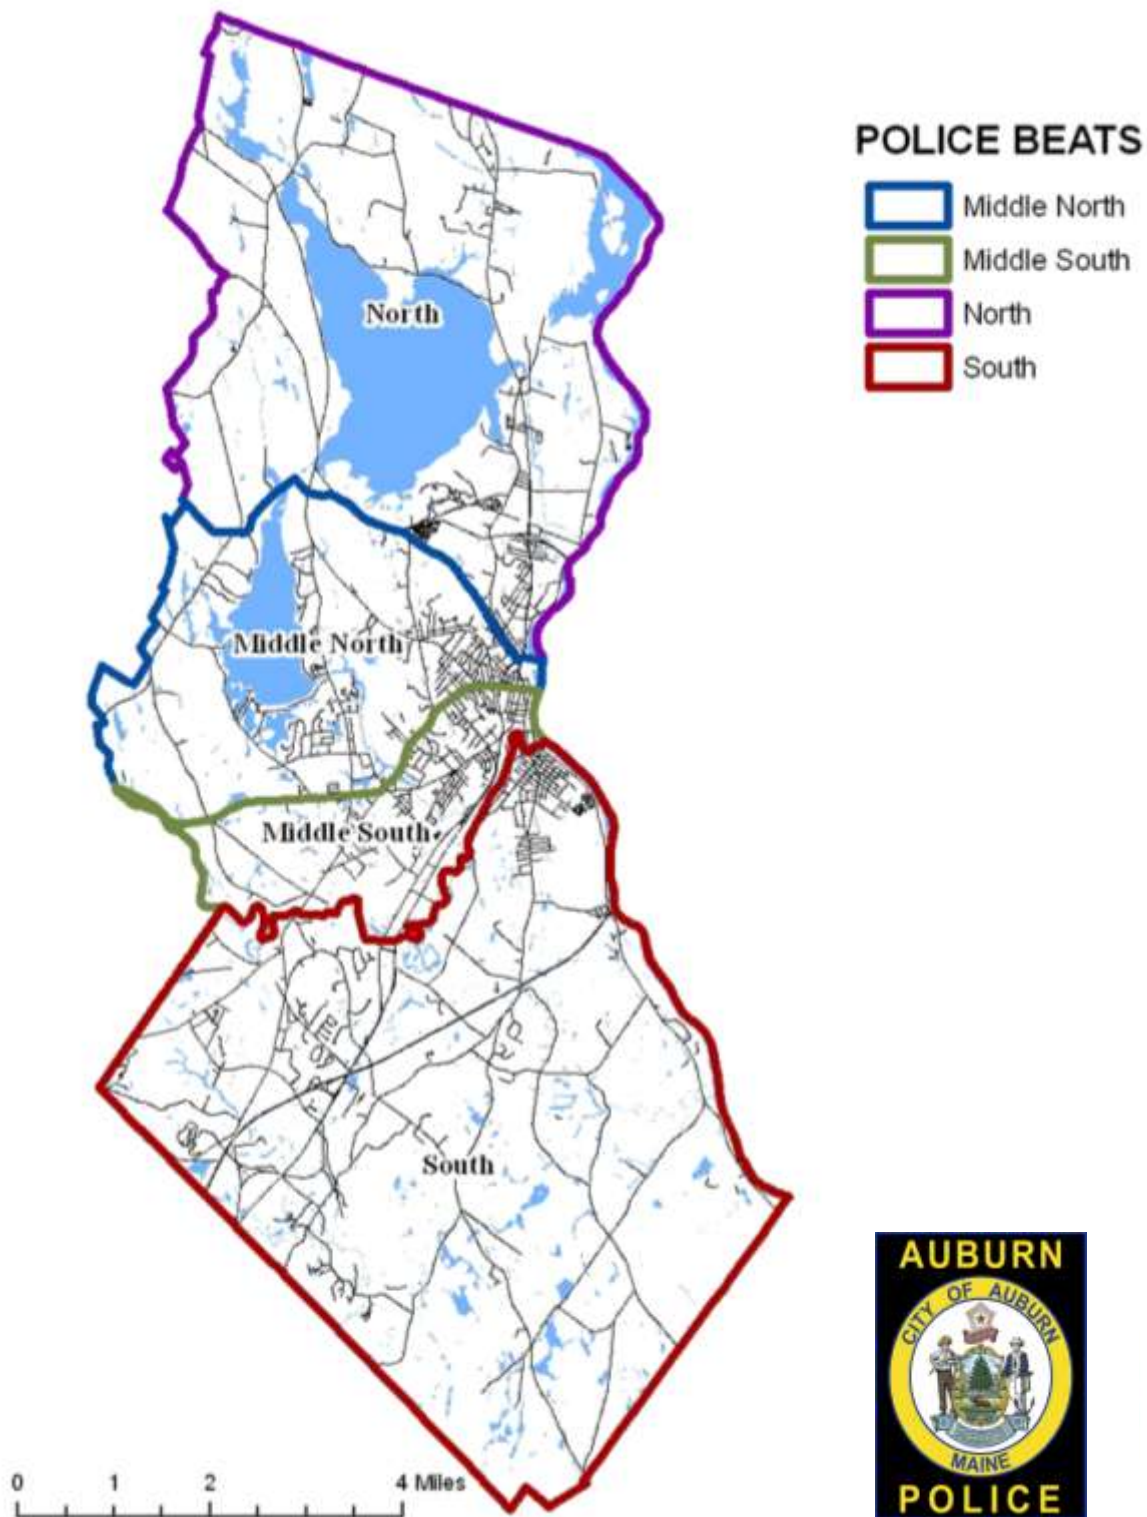 POLICE BEATS
Middle North
Middle South
North
South
North
Middle North
Middle South
South
0 1 2 4 Miles
AUBURN
CITY OF AUBURN
MAINE
POLICE